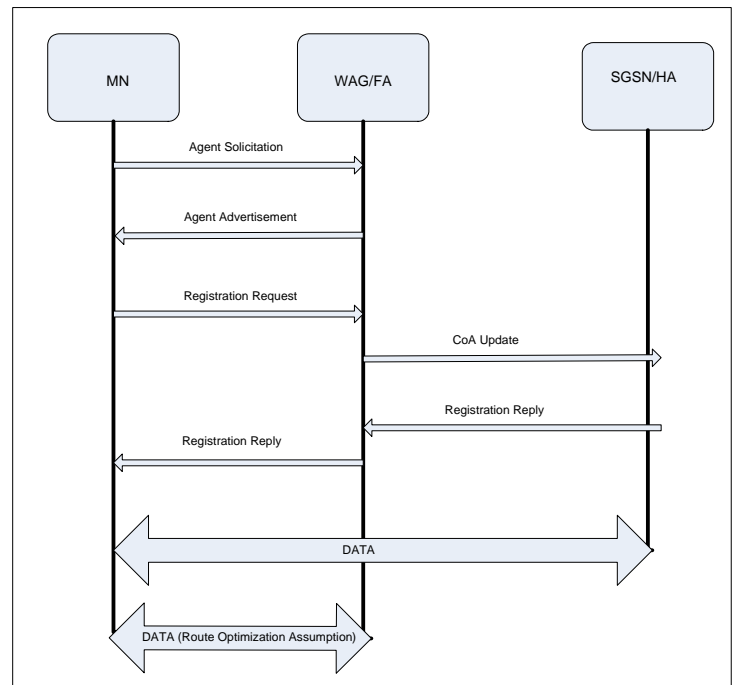 MN
WAG/FA
SGSN/HA
Agent Solicitation
Agent Advertisement
Registration Request
CoA Update
Registration Reply
Registration Reply
DATA
DATA (Route Optimization Assumption)